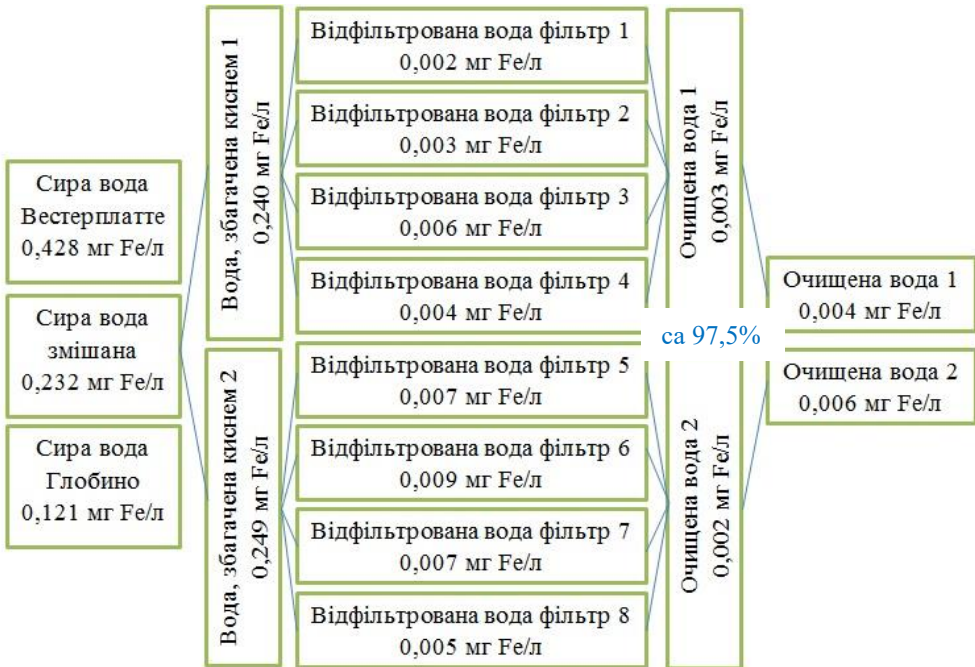 Сира вода
Вестерплатте
0,428 мг Fe/л
Сира вода
змішана
0,232 мг Fe/л
Сира вода
Глобино
0,121 мг Fe/л
Вода, збагачена киснем 1
0,240 мг Fe/л
Вода, збагачена киснем 2
0,249 мг Fe/л
Відфільтрована вода фільтр 1
0,002 мг Fe/л
Відфільтрована вода фільтр 2
0,003 мг Fe/л
Відфільтрована вода фільтр 3
0,006 мг Fe/л
Відфільтрована вода фільтр 4
0,004 мг Fe/л
Відфільтрована вода фільтр 5
0,007 мг Fe/л
Відфільтрована вода фільтр 6
0,009 мг Fe/л
Відфільтрована вода фільтр 7
0,007 мг Fe/л
Відфільтрована вода фільтр 8
0,005 мг Fe/л
Очищена вода 1
0,003 мг Fe/л
са 97,5%
Очищена вода 2
0,002 мг Fe/л
Очищена вода 1
0,004 мг Fe/л
Очищена вода 2
0,006 мг Fe/л